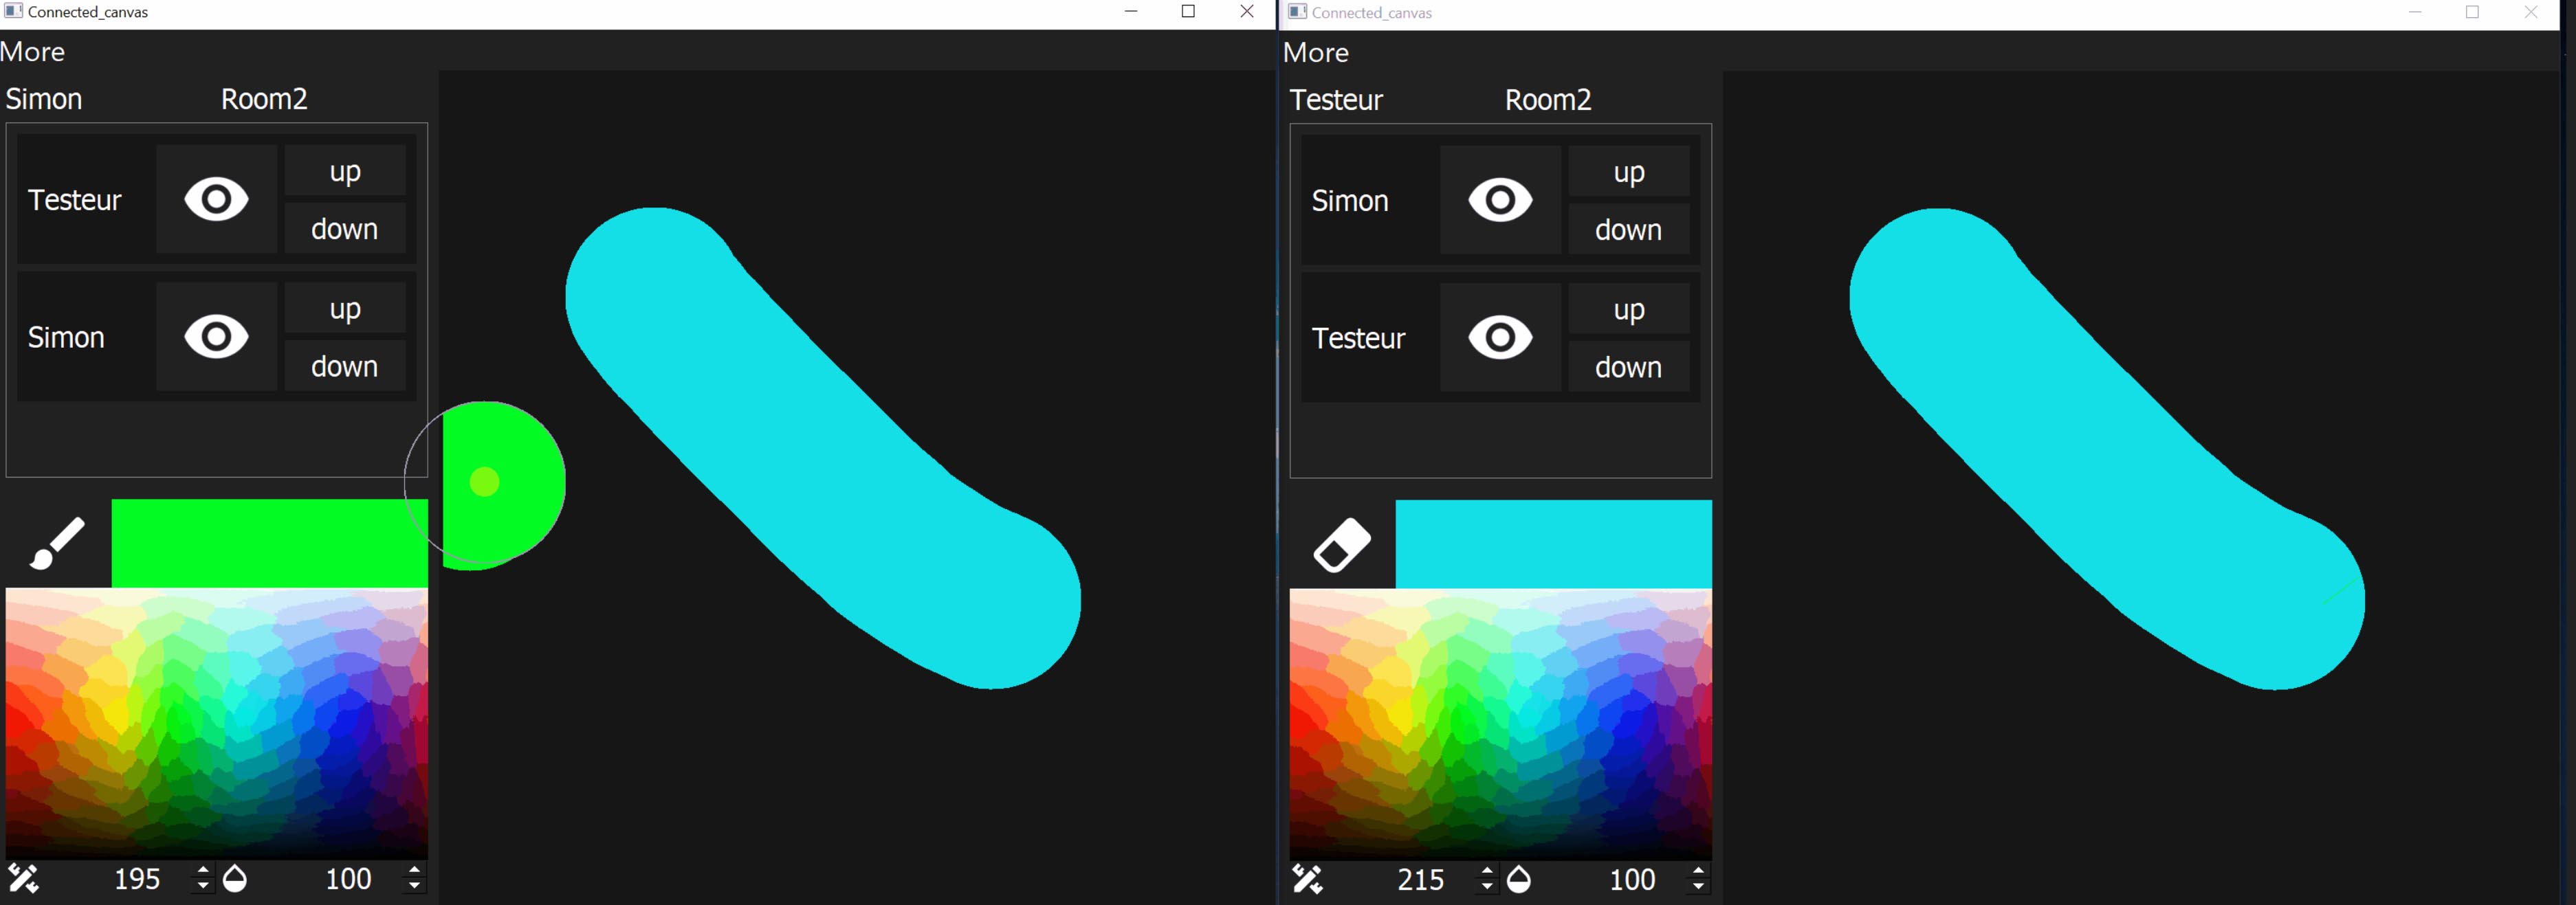 Connected_canvas
More
Simon Room2
Testeur
up
down
Simon
up
down
195 100
Connected_canvas
More
Testeur Room2
Simon
up
down
Testeur
up
down
215 100